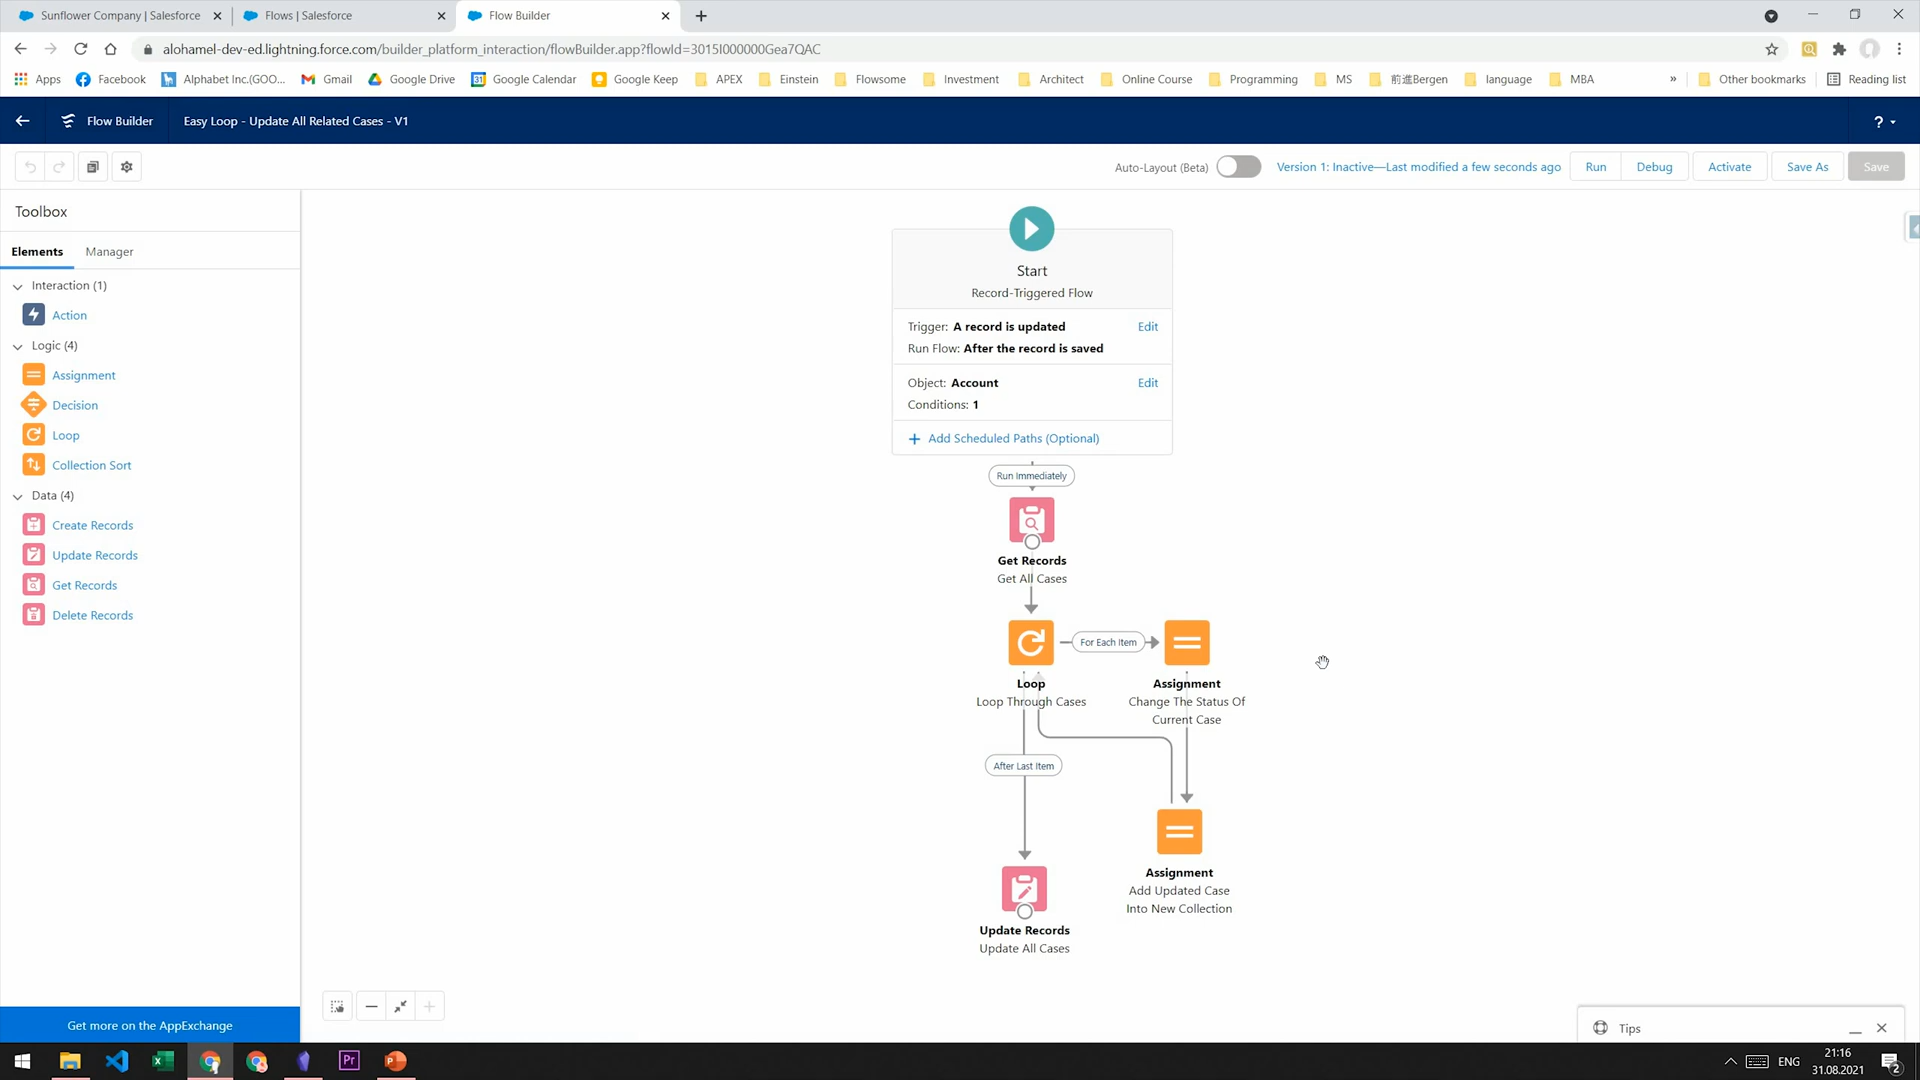 Sunflower Company | Salesforce
Flows | Salesforce
Flow Builder
alohamel-dev-ed.lightning.force.com/builder_platform_interaction/flowBuilder.app?flowId=3015I000000Gea7QAC
Apps
Facebook
Alphabet Inc.(GOO...
Gmail
Google Drive
31
Google Calendar
Google Keep
APEX
Einstein
Flowsome
Investment
Architect
Online Course
Programming
MS
前進Bergen
language
MBA
»
Other bookmarks
Reading list
Flow Builder
Easy Loop - Update All Related Cases - V1
?
Auto-Layout (Beta)
Version 1: Inactive—Last modified a few seconds ago
Run
Debug
Activate
Save As
Save
Toolbox
Elements
Manager
Interaction (1)
Action
Logic (4)
Assignment
Decision
Loop
Collection Sort
Data (4)
Create Records
Update Records
Get Records
Delete Records
Get more on the AppExchange
Start
Record-Triggered Flow
Trigger: A record is updated
Edit
Run Flow: After the record is saved
Object: Account
Edit
Conditions: 1
+ Add Scheduled Paths (Optional)
Run Immediately
Get Records
Get All Cases
For Each Item
Loop
Loop Through Cases
Assignment
Change The Status Of
Current Case
After Last Item
Assignment
Add Updated Case
Into New Collection
Update Records
Update All Cases
Tips
Pr
P
ENG
21:16
31.08.2021
2